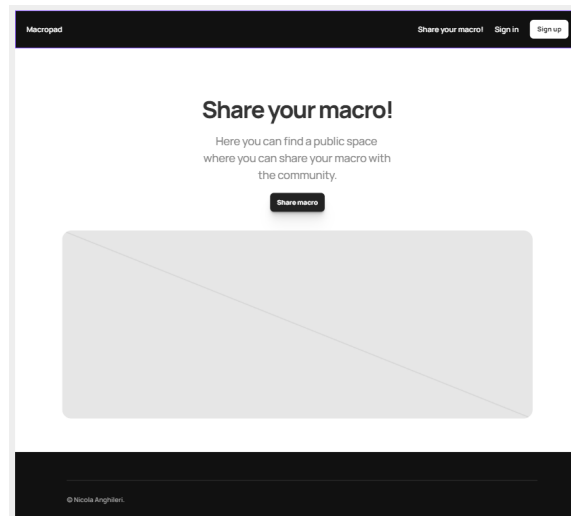 Macropad
Share your macro!
Sign in
Sign up
Share your macro!
Here you can find a public space
where you can share your macro with
the community.
Share macro
© Nicola Anghileri.